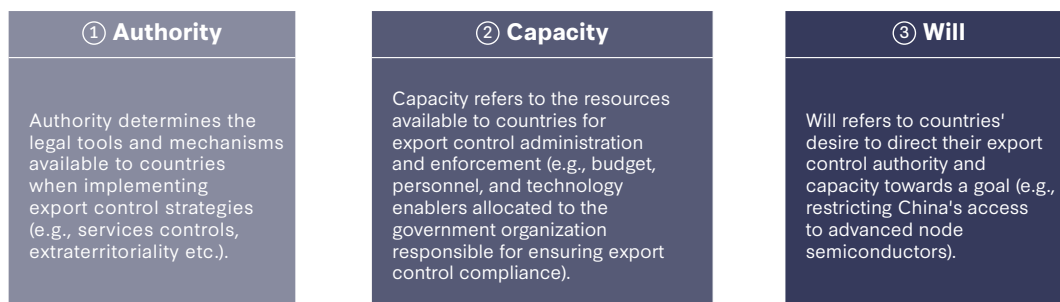 ① Authority
Authority determines the
legal tools and mechanisms
available to countries
when implementing
export control strategies
(e.g., services controls,
extraterritoriality etc.).
② Capacity
Capacity refers to the resources
available to countries for
export control administration
and enforcement (e.g., budget,
personnel, and technology
enablers allocated to the
government organization
responsible for ensuring export
control compliance).
③ Will
Will refers to countries'
desire to direct their export
control authority and
capacity towards a goal (e.g.,
restricting China's access
to advanced node
semiconductors).